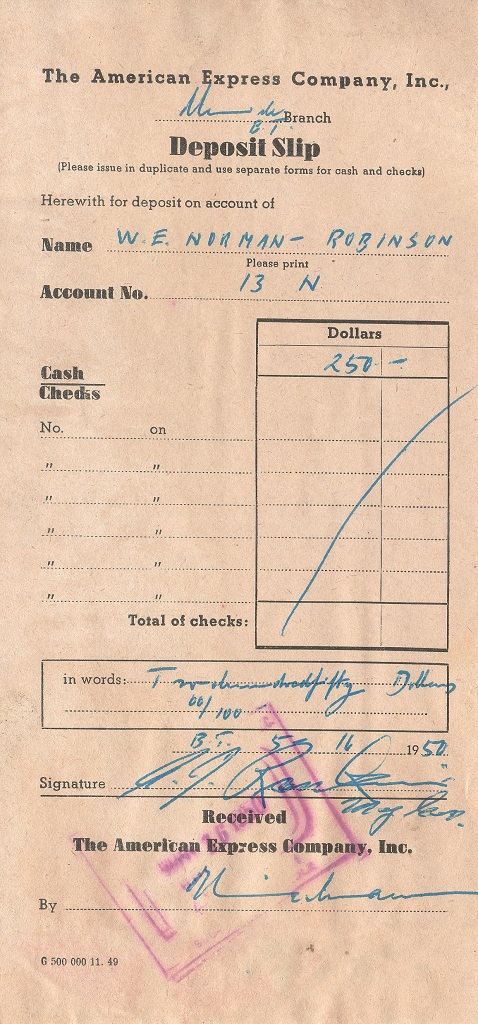 The American Express Company, Inc.,
Branch
B.T.
Deposit Slip
(Please issue in duplicate and use separate forms for cash and checks)
Herewith for deposit on account of
Name W. E. NORMAN - ROBINSON
Please print
Account No. 13 N
Dollars
Cash 250 -
Checks
No. on
" "
" "
" "
" "
" "
Total of checks:
in words: Twohundredfifty Dollars
00/100
B.T. 16 1950
Signature
Received
The American Express Company, Inc.
By
G 500 000 11. 49